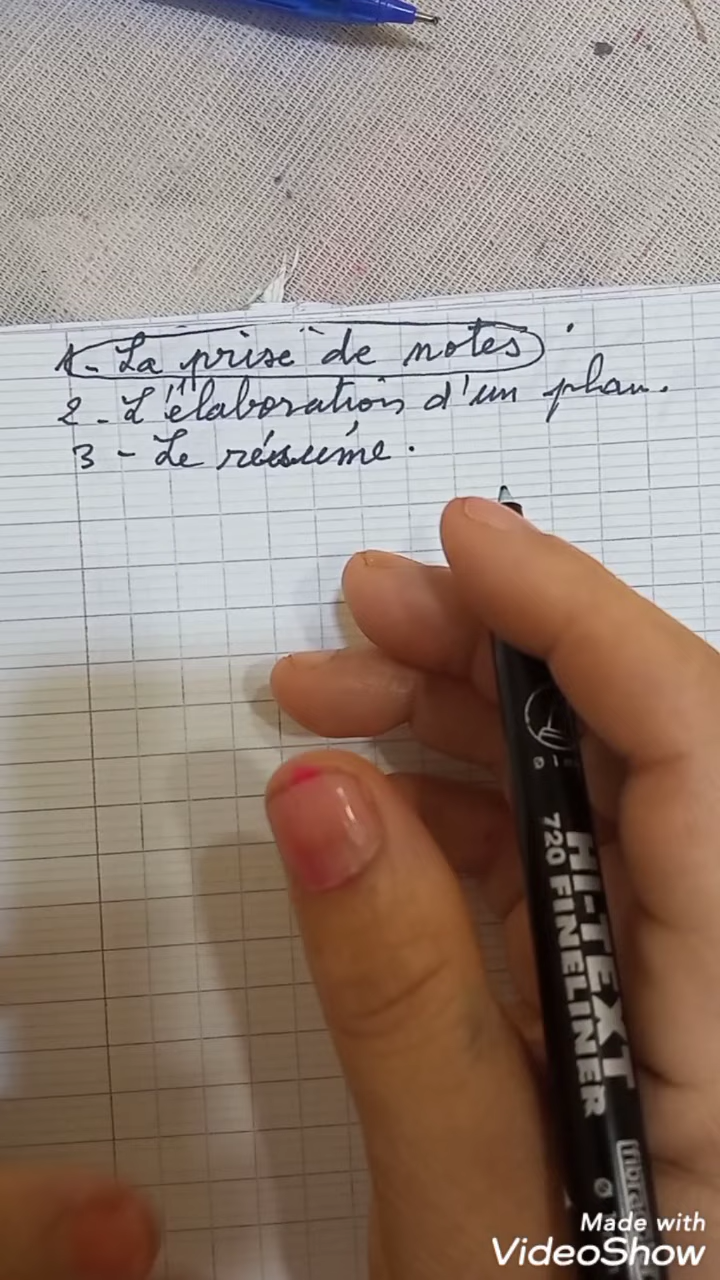 1. La prise de notes.
2 - L'élaboration d'un plan.
3 - Le résumé.
HI-TEXT
720 FINELINER
Made with
VideoShow